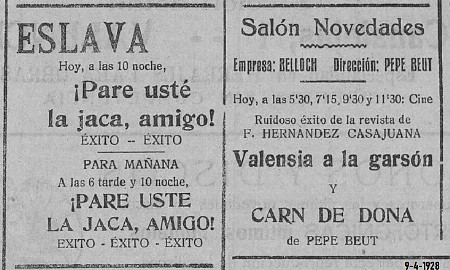 ESLAVA
Hoy, a las 10 noche,
¡Pare usté
la jaca, amigo!
ÉXITO -- ÉXITO
PARA MAÑANA
A las 6 tarde y 10 noche,
¡PARE USTE
LA JACA, AMIGO!
EXITO - EXITO - EXITO
Salón Novedades
Empresa: BELLOCH Dirección: PEPE BEUT
Hoy, a las 5'30, 7'15, 9'30 y 11'30: Cine
Ruidoso éxito de la revista de
F. HERNANDEZ CASAJUANA
Valensia a la garsón
Y
CARN DE DONA
de PEPE BEUT
9-4-1928